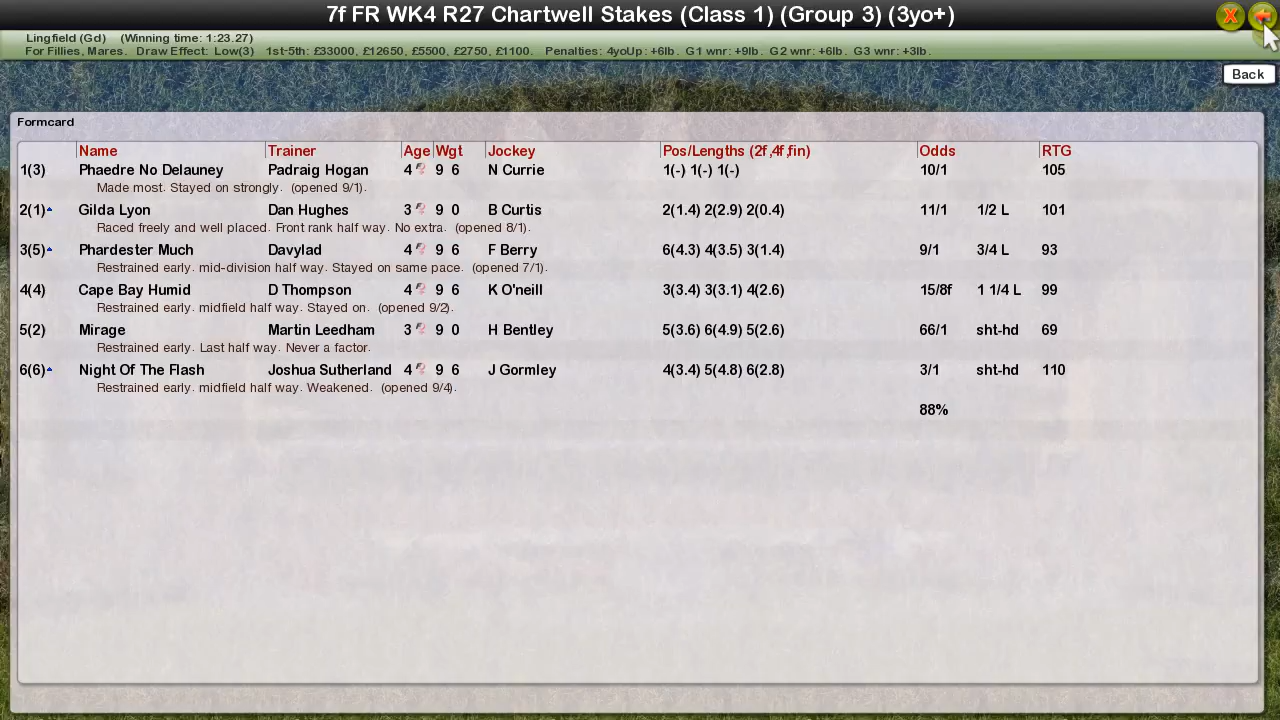 7f FR WK4 R27 Chartwell Stakes (Class 1) (Group 3) (3yo+)
X
Lingfield (Gd) (Winning time: 1:23.27)
For Fillies, Mares. Draw Effect: Low(3) 1st-5th: £33000, £12650, £5500, £2750, £1100. Penalties: 4yoUp: +6lb. G1 wnr: +9lb. G2 wnr: +6lb. G3 wnr: +3lb.
Back
Formcard
Name Trainer Age Wgt Jockey Pos/Lengths (2f,4f,fin) Odds RTG
1(3) Phaedre No Delauney Padraig Hogan 4 9 6 N Currie 1(-) 1(-) 1(-) 10/1 105
Made most. Stayed on strongly. (opened 9/1).
2(1) Gilda Lyon Dan Hughes 3 9 0 B Curtis 2(1.4) 2(2.9) 2(0.4) 11/1 1/2 L 101
Raced freely and well placed. Front rank half way. No extra. (opened 8/1).
3(5) Phardester Much Davylad 4 9 6 F Berry 6(4.3) 4(3.5) 3(1.4) 9/1 3/4 L 93
Restrained early. mid-division half way. Stayed on same pace. (opened 7/1).
4(4) Cape Bay Humid D Thompson 4 9 6 K O'neill 3(3.4) 3(3.1) 4(2.6) 15/8f 1 1/4 L 99
Restrained early. midfield half way. Stayed on. (opened 9/2).
5(2) Mirage Martin Leedham 3 9 0 H Bentley 5(3.6) 6(4.9) 5(2.6) 66/1 sht-hd 69
Restrained early. Last half way. Never a factor.
6(6) Night Of The Flash Joshua Sutherland 4 9 6 J Gormley 4(3.4) 5(4.8) 6(2.8) 3/1 sht-hd 110
Restrained early. midfield half way. Weakened. (opened 9/4).
88%